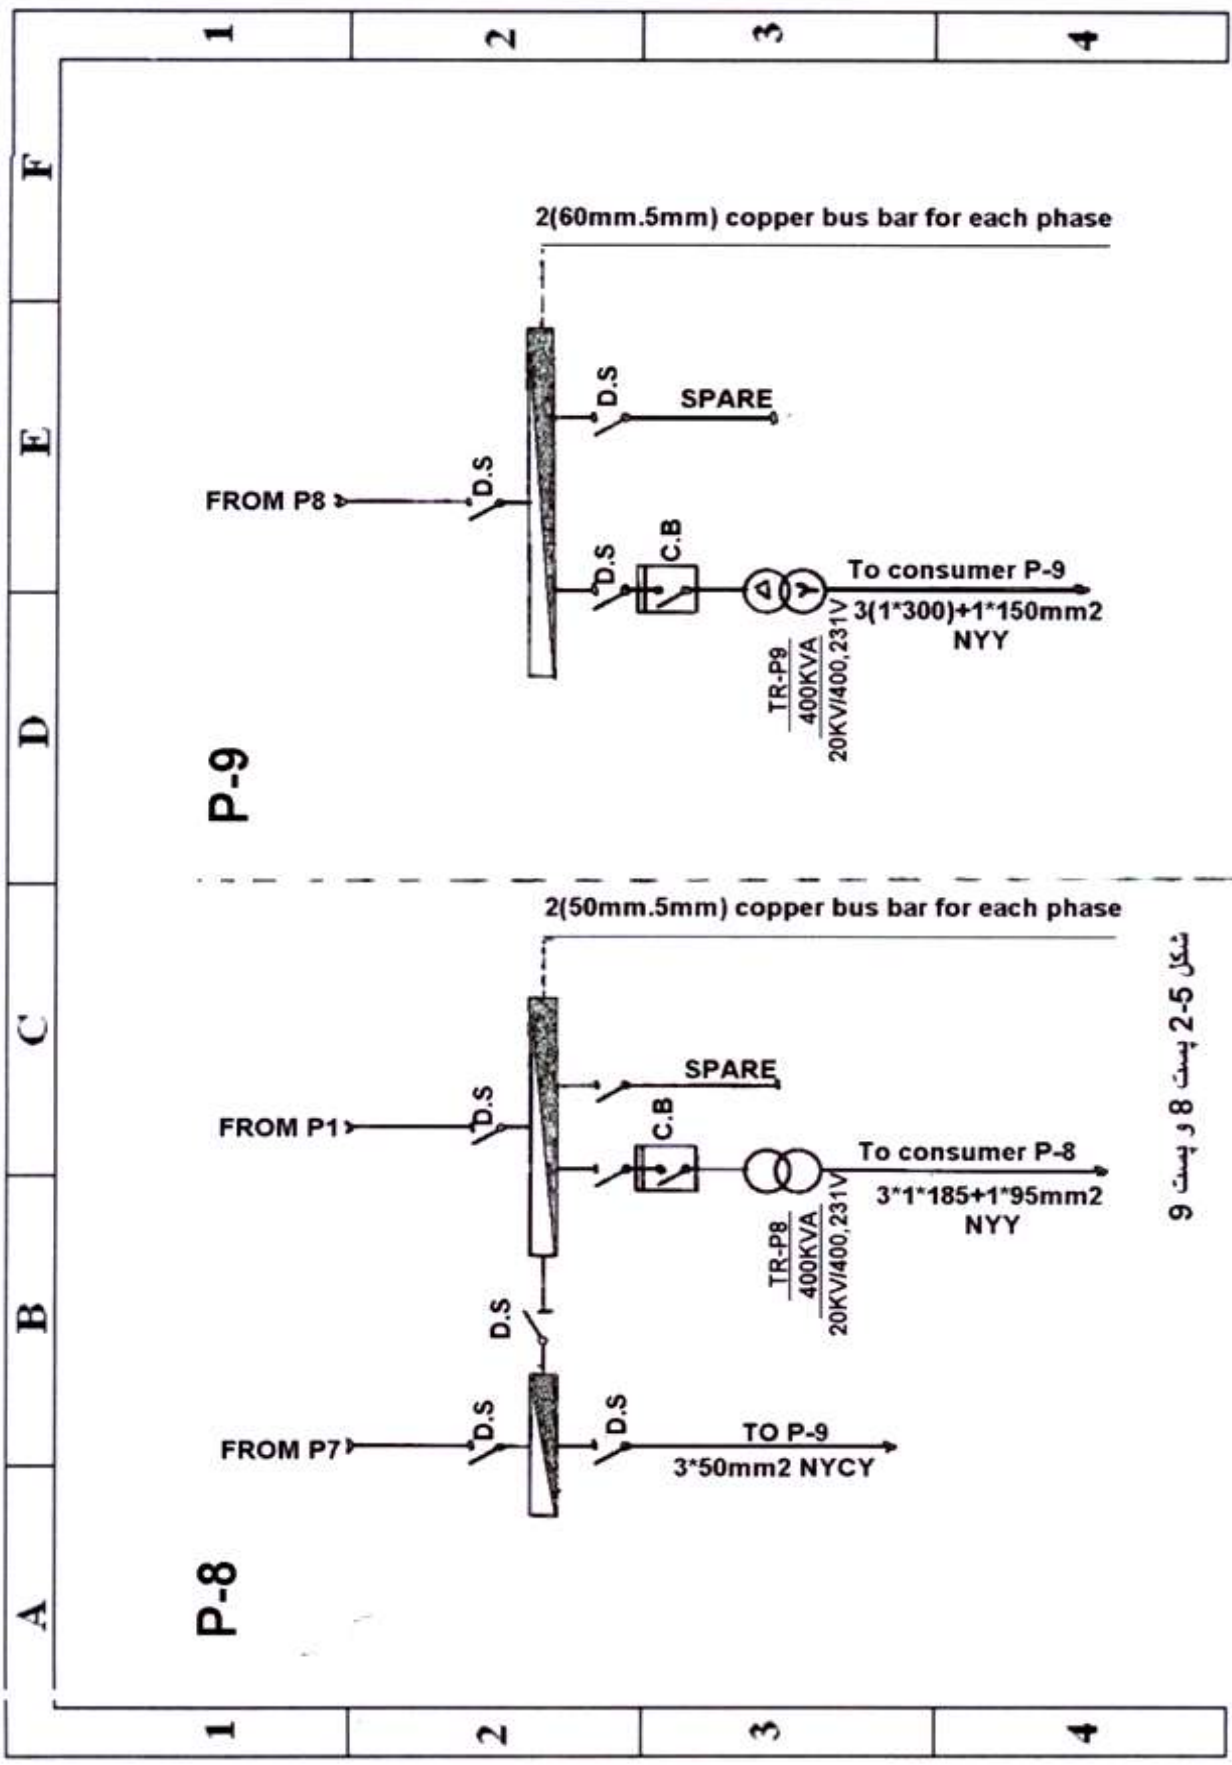 1
2
3
4
F
E
D
C
B
A
2(60mm.5mm) copper bus bar for each phase
D.S
SPARE
FROM P8
D.S
D.S
C.B
To consumer P-9
3(1*300)+1*150mm2
NYY
TR-P9
400KVA
20KV/400,231V
P-9
2(50mm.5mm) copper bus bar for each phase
SPARE
FROM P1
D.S
C.B
To consumer P-8
3*1*185+1*95mm2
NYY
TR-P8
400KVA
20KV/400,231V
D.S
FROM P7
D.S
D.S
TO P-9
3*50mm2 NYCY
P-8
شکل 5-2 پست 8 و پست 9
1
2
3
4